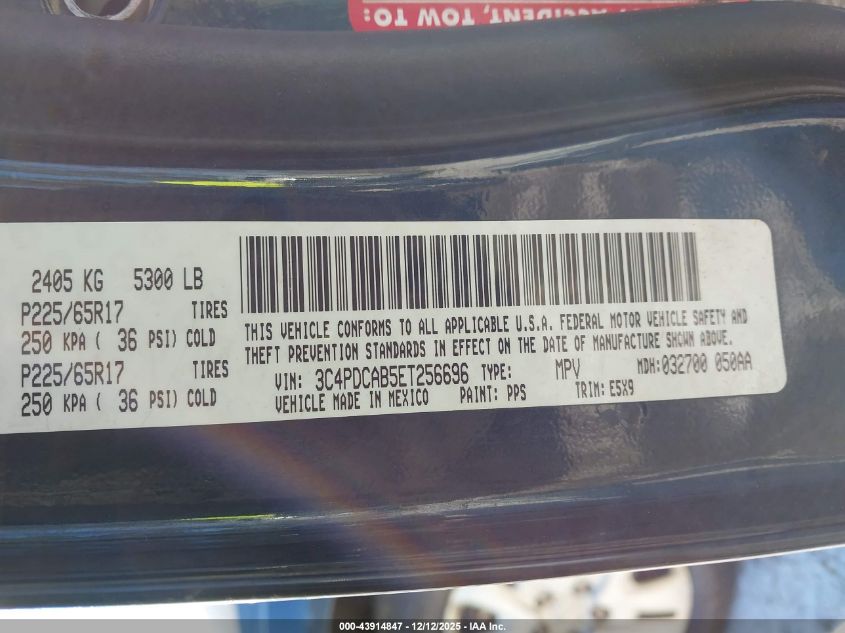 ACCIDENT, TOW TO:
2405 KG 5300 LB
P225/65R17 TIRES
250 KPA ( 36 PSI) COLD
P225/65R17 TIRES
250 KPA ( 36 PSI) COLD
THIS VEHICLE CONFORMS TO ALL APPLICABLE U.S.A. FEDERAL MOTOR VEHICLE SAFETY AND
THEFT PREVENTION STANDARDS IN EFFECT ON THE DATE OF MANUFACTURE SHOWN ABOVE.
VIN: 3C4PDCAB5ET256696 TYPE: MPV MDH:032700 050AA
VEHICLE MADE IN MEXICO PAINT: PPS TRIM: E5X9
000-43914847 - 12/12/2025 - IAA Inc.